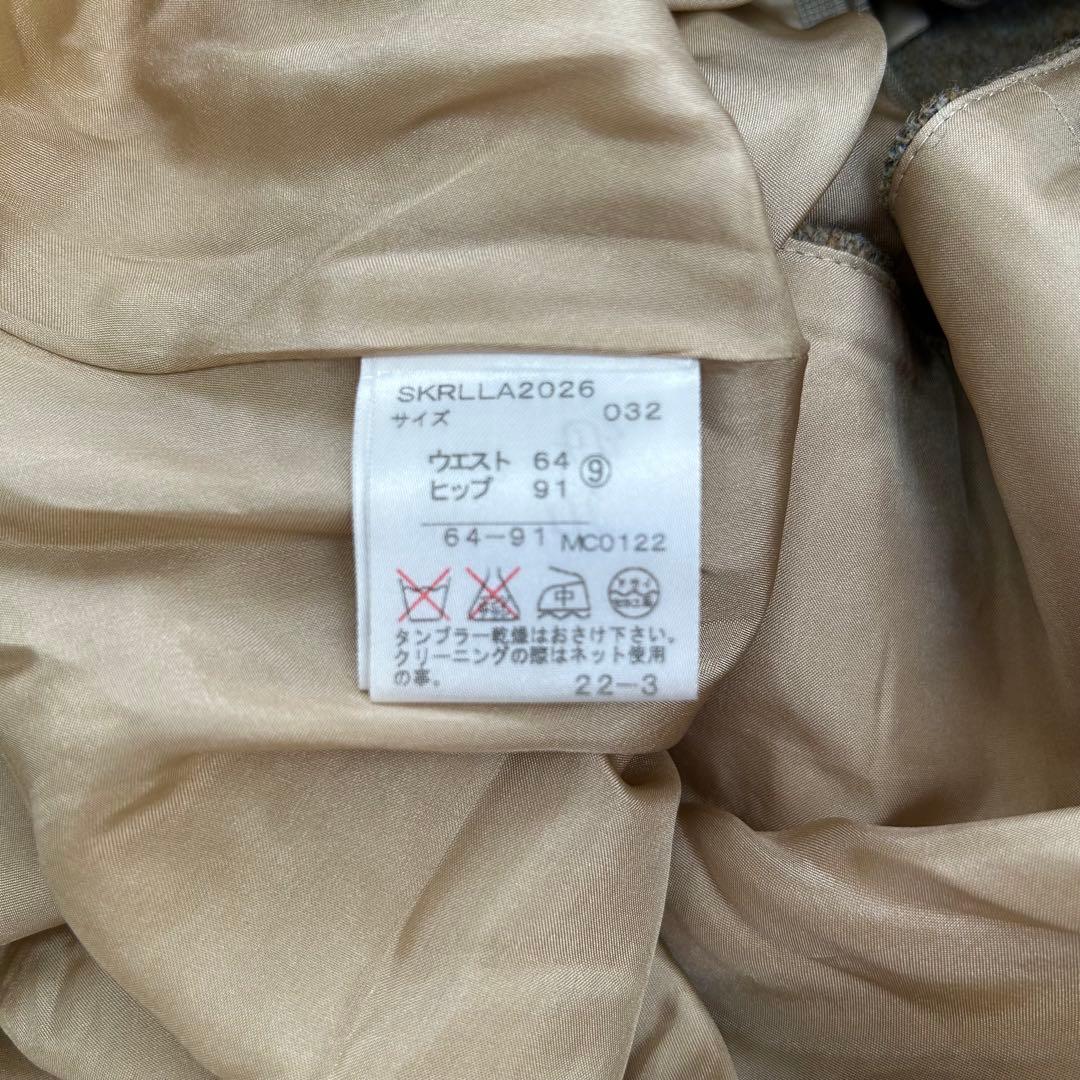 SKRLLA2026
サイズ 032
ウエスト 64 ⑨
ヒップ 91
64-91 MC0122
中
タンブラー乾燥はおさけ下さい。
クリーニングの際はネット使用
の事。
22-3